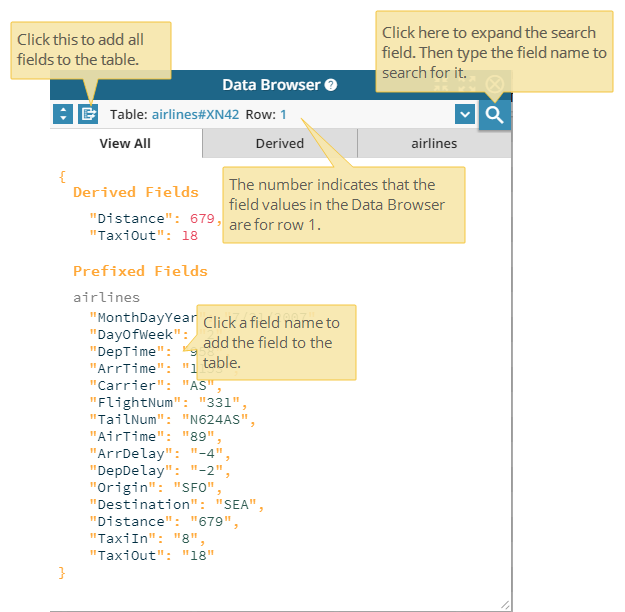 Click this to add all
fields to the table.
Click here to expand the search
field. Then type the field name to
search for it.
Data Browser
Table: airlines#XN42 Row: 1
View All
Derived
airlines
The number indicates that the
field values in the Data Browser
are for row 1.
{
Derived Fields
"Distance": 679,
"TaxiOut": 18
Prefixed Fields
airlines
"MonthDayYear
"DayOfWeek":
"DepTime":
"ArrTime":
Click a field name to
add the field to the
table.
"Carrier": "AS",
"FlightNum": "331",
"TailNum": "N624AS",
"AirTime": "89",
"ArrDelay": "-4",
"DepDelay": "-2",
"Origin": "SFO",
"Destination": "SEA",
"Distance": "679",
"TaxiIn": "8",
"TaxiOut": "18"
}